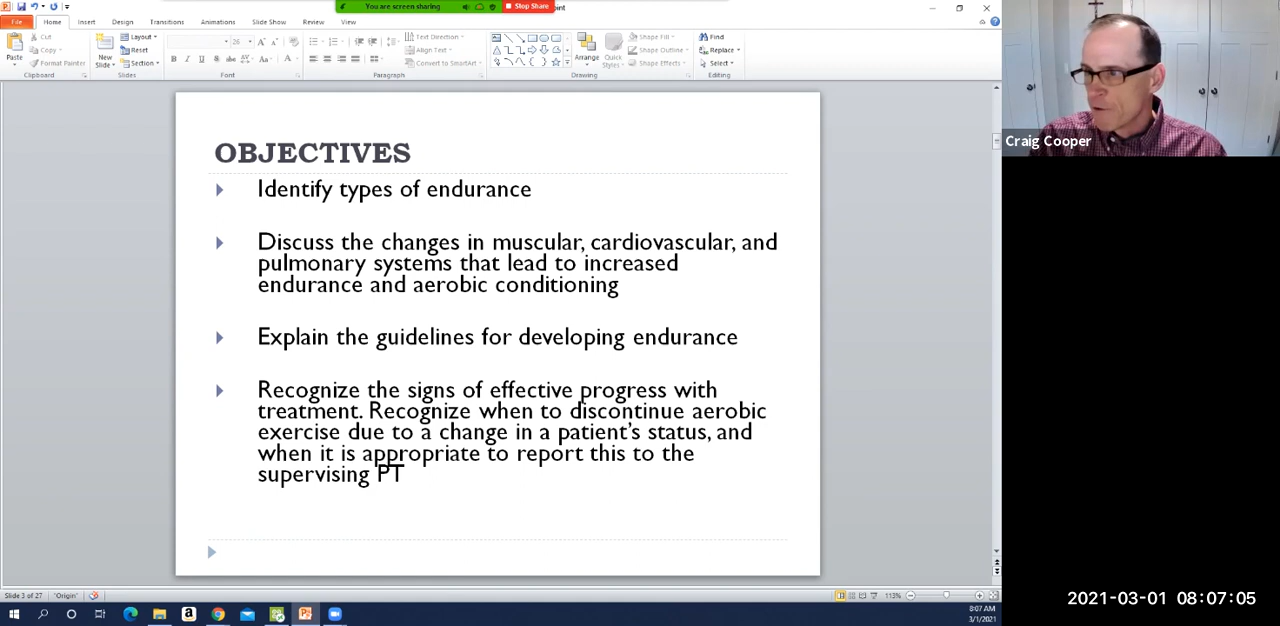 You are screen sharing
Stop Share
oint
File
Home
Insert
Design
Transitions
Animations
Slide Show
Review
View
Paste
Cut
Copy
Format Painter
Clipboard
New
Slide
Layout
Reset
Section
Slides
26
B I U S abc AV Aa A
Font
Text Direction
Align Text
Convert to SmartArt
Paragraph
Arrange
Quick
Styles
Shape Fill
Shape Outline
Shape Effects
Drawing
Find
Replace
Select
Editing
Craig Cooper
OBJECTIVES
Identify types of endurance
Discuss the changes in muscular, cardiovascular, and
pulmonary systems that lead to increased
endurance and aerobic conditioning
Explain the guidelines for developing endurance
Recognize the signs of effective progress with
treatment. Recognize when to discontinue aerobic
exercise due to a change in a patient’s status, and
when it is appropriate to report this to the
supervising PT
Slide 3 of 27
"Origin"
113%
8:07 AM
3/1/2021
2021-03-01 08:07:05